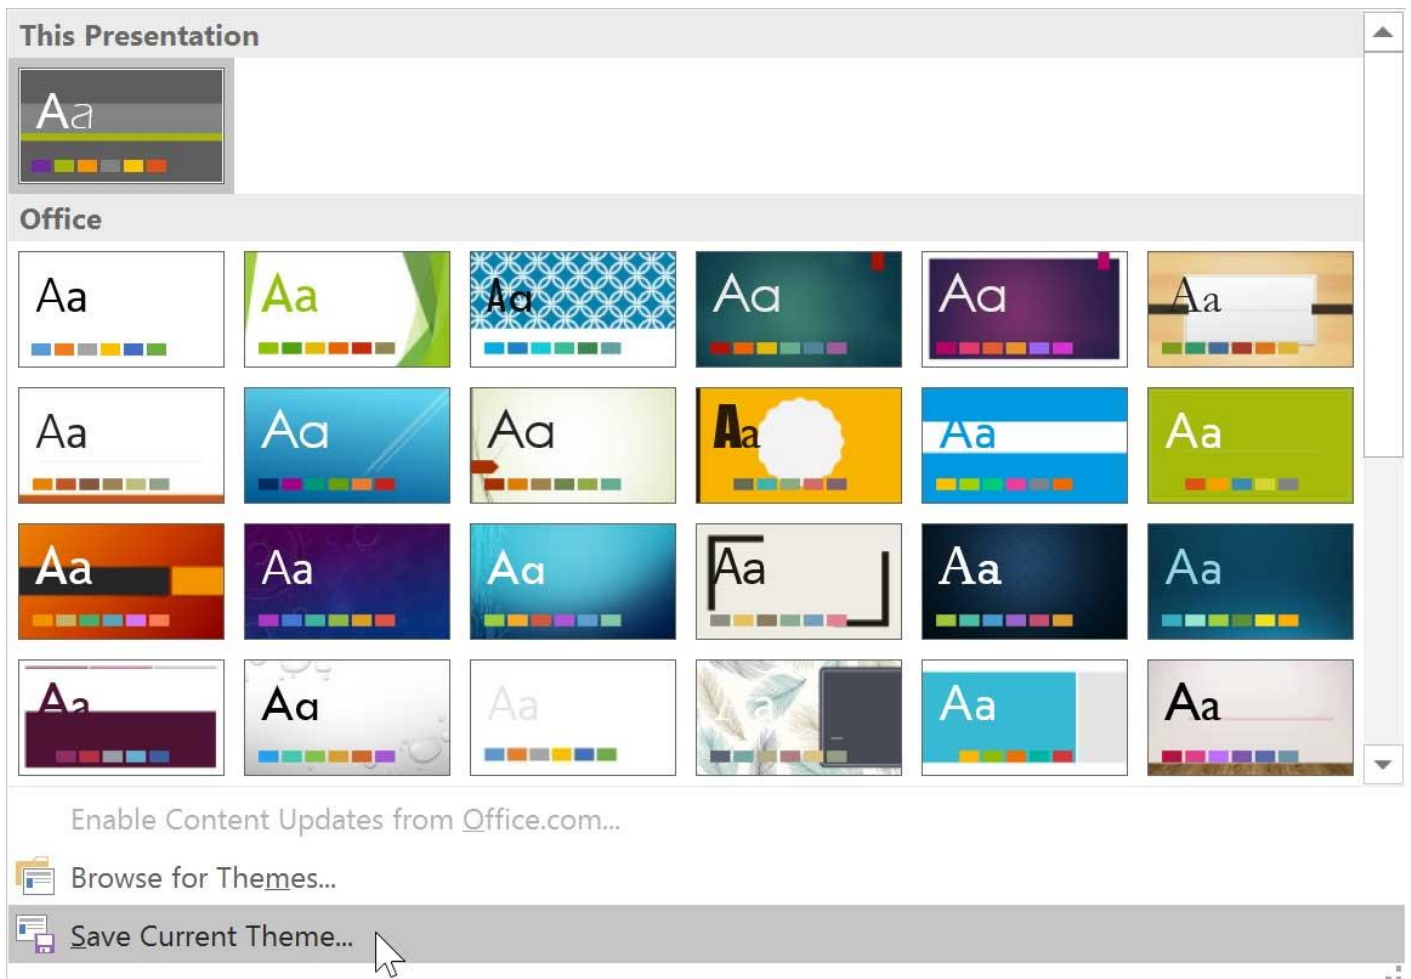 This Presentation
Aa
Office
Aa Aa Aa Aa Aa Aa
Aa Aa Aa Aa Aa Aa
Aa Aa Aa Aa Aa Aa
Aa Aa Aa Aa Aa Aa
Enable Content Updates from Office.com...
Browse for Themes...
Save Current Theme...